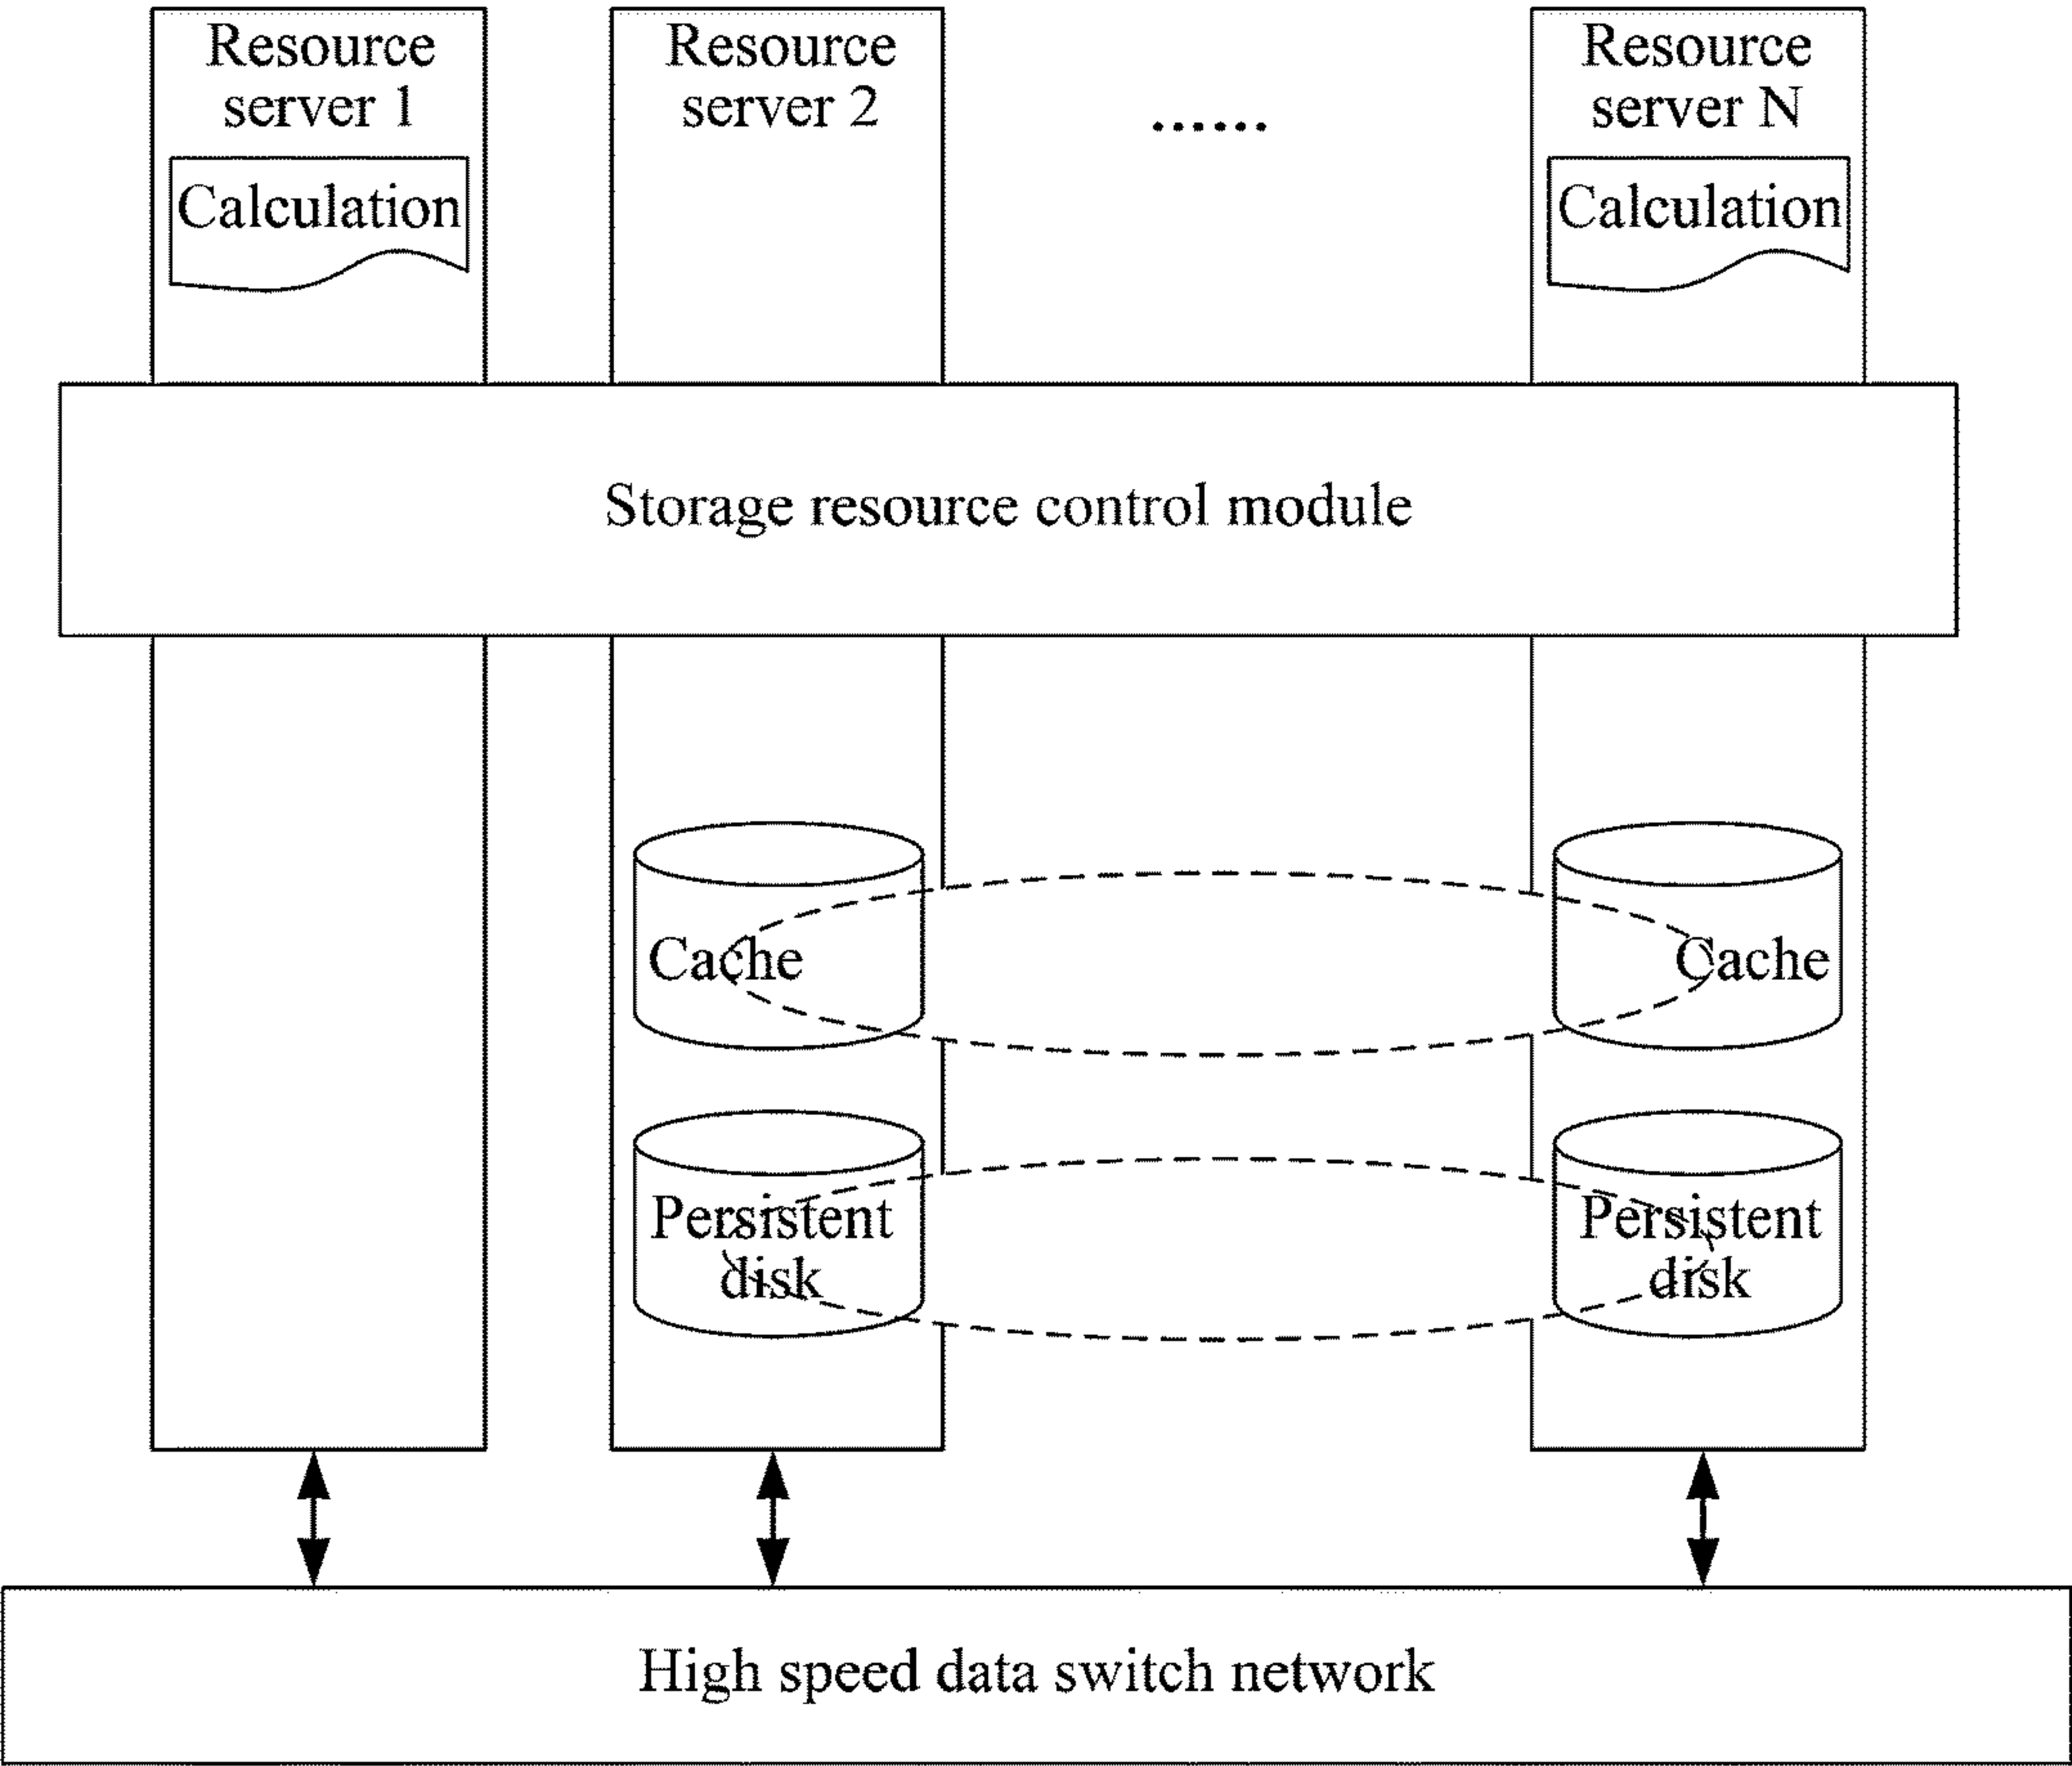 Resource
server 1
Resource
server 2
......
Resource
server N
Calculation
Calculation
Storage resource control module
Cache
Cache
Persistent
disk
Persistent
disk
High speed data switch network